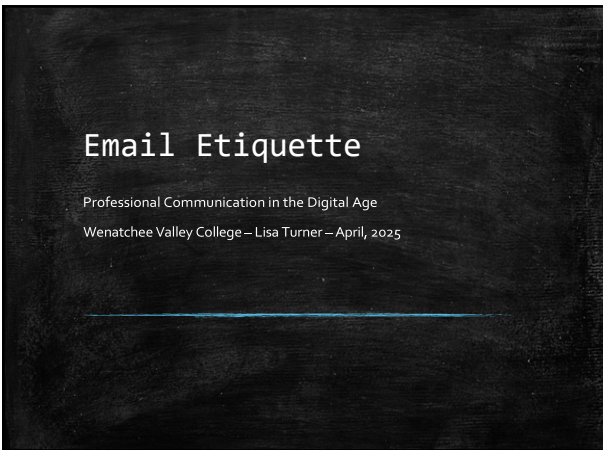 Email Etiquette
Professional Communication in the Digital Age
Wenatchee Valley College – Lisa Turner – April, 2025